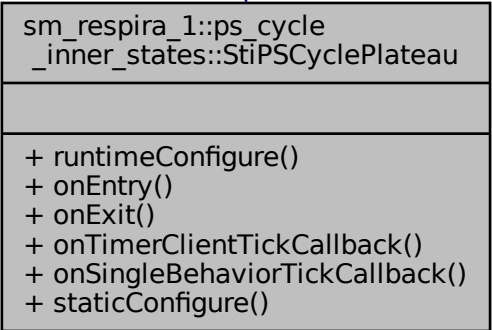 sm_respira_1::ps_cycle
_inner_states::StiPSCyclePlateau
+ runtimeConfigure()
+ onEntry()
+ onExit()
+ onTimerClientTickCallback()
+ onSingleBehaviorTickCallback()
+ staticConfigure()